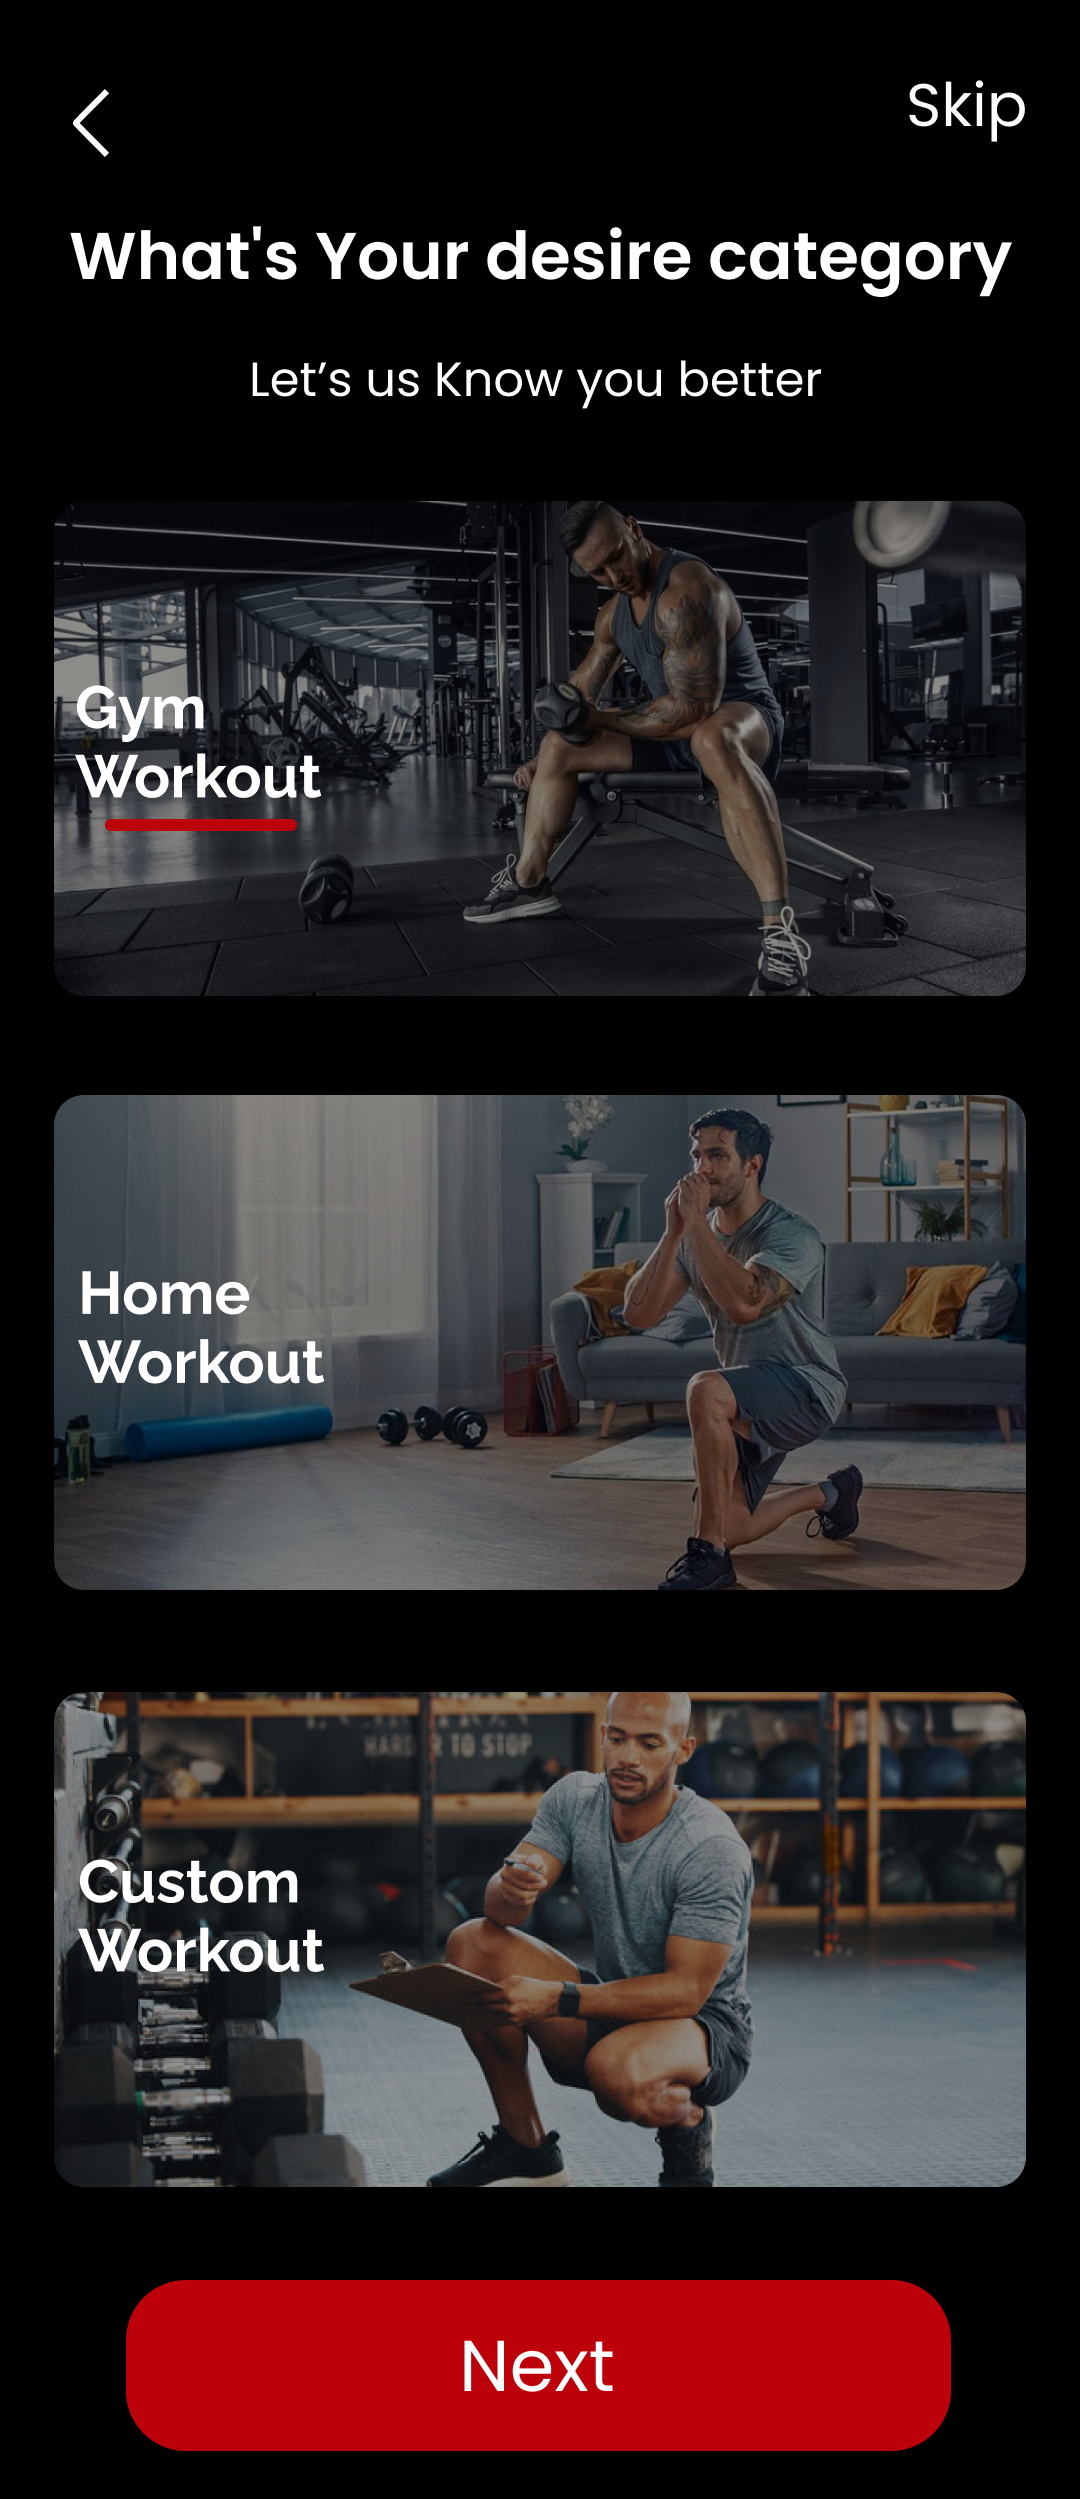 Skip
What's Your desire category
Let’s us Know you better
Gym
Workout
Home
Workout
HARDER TO STOP
Custom
Workout
Next